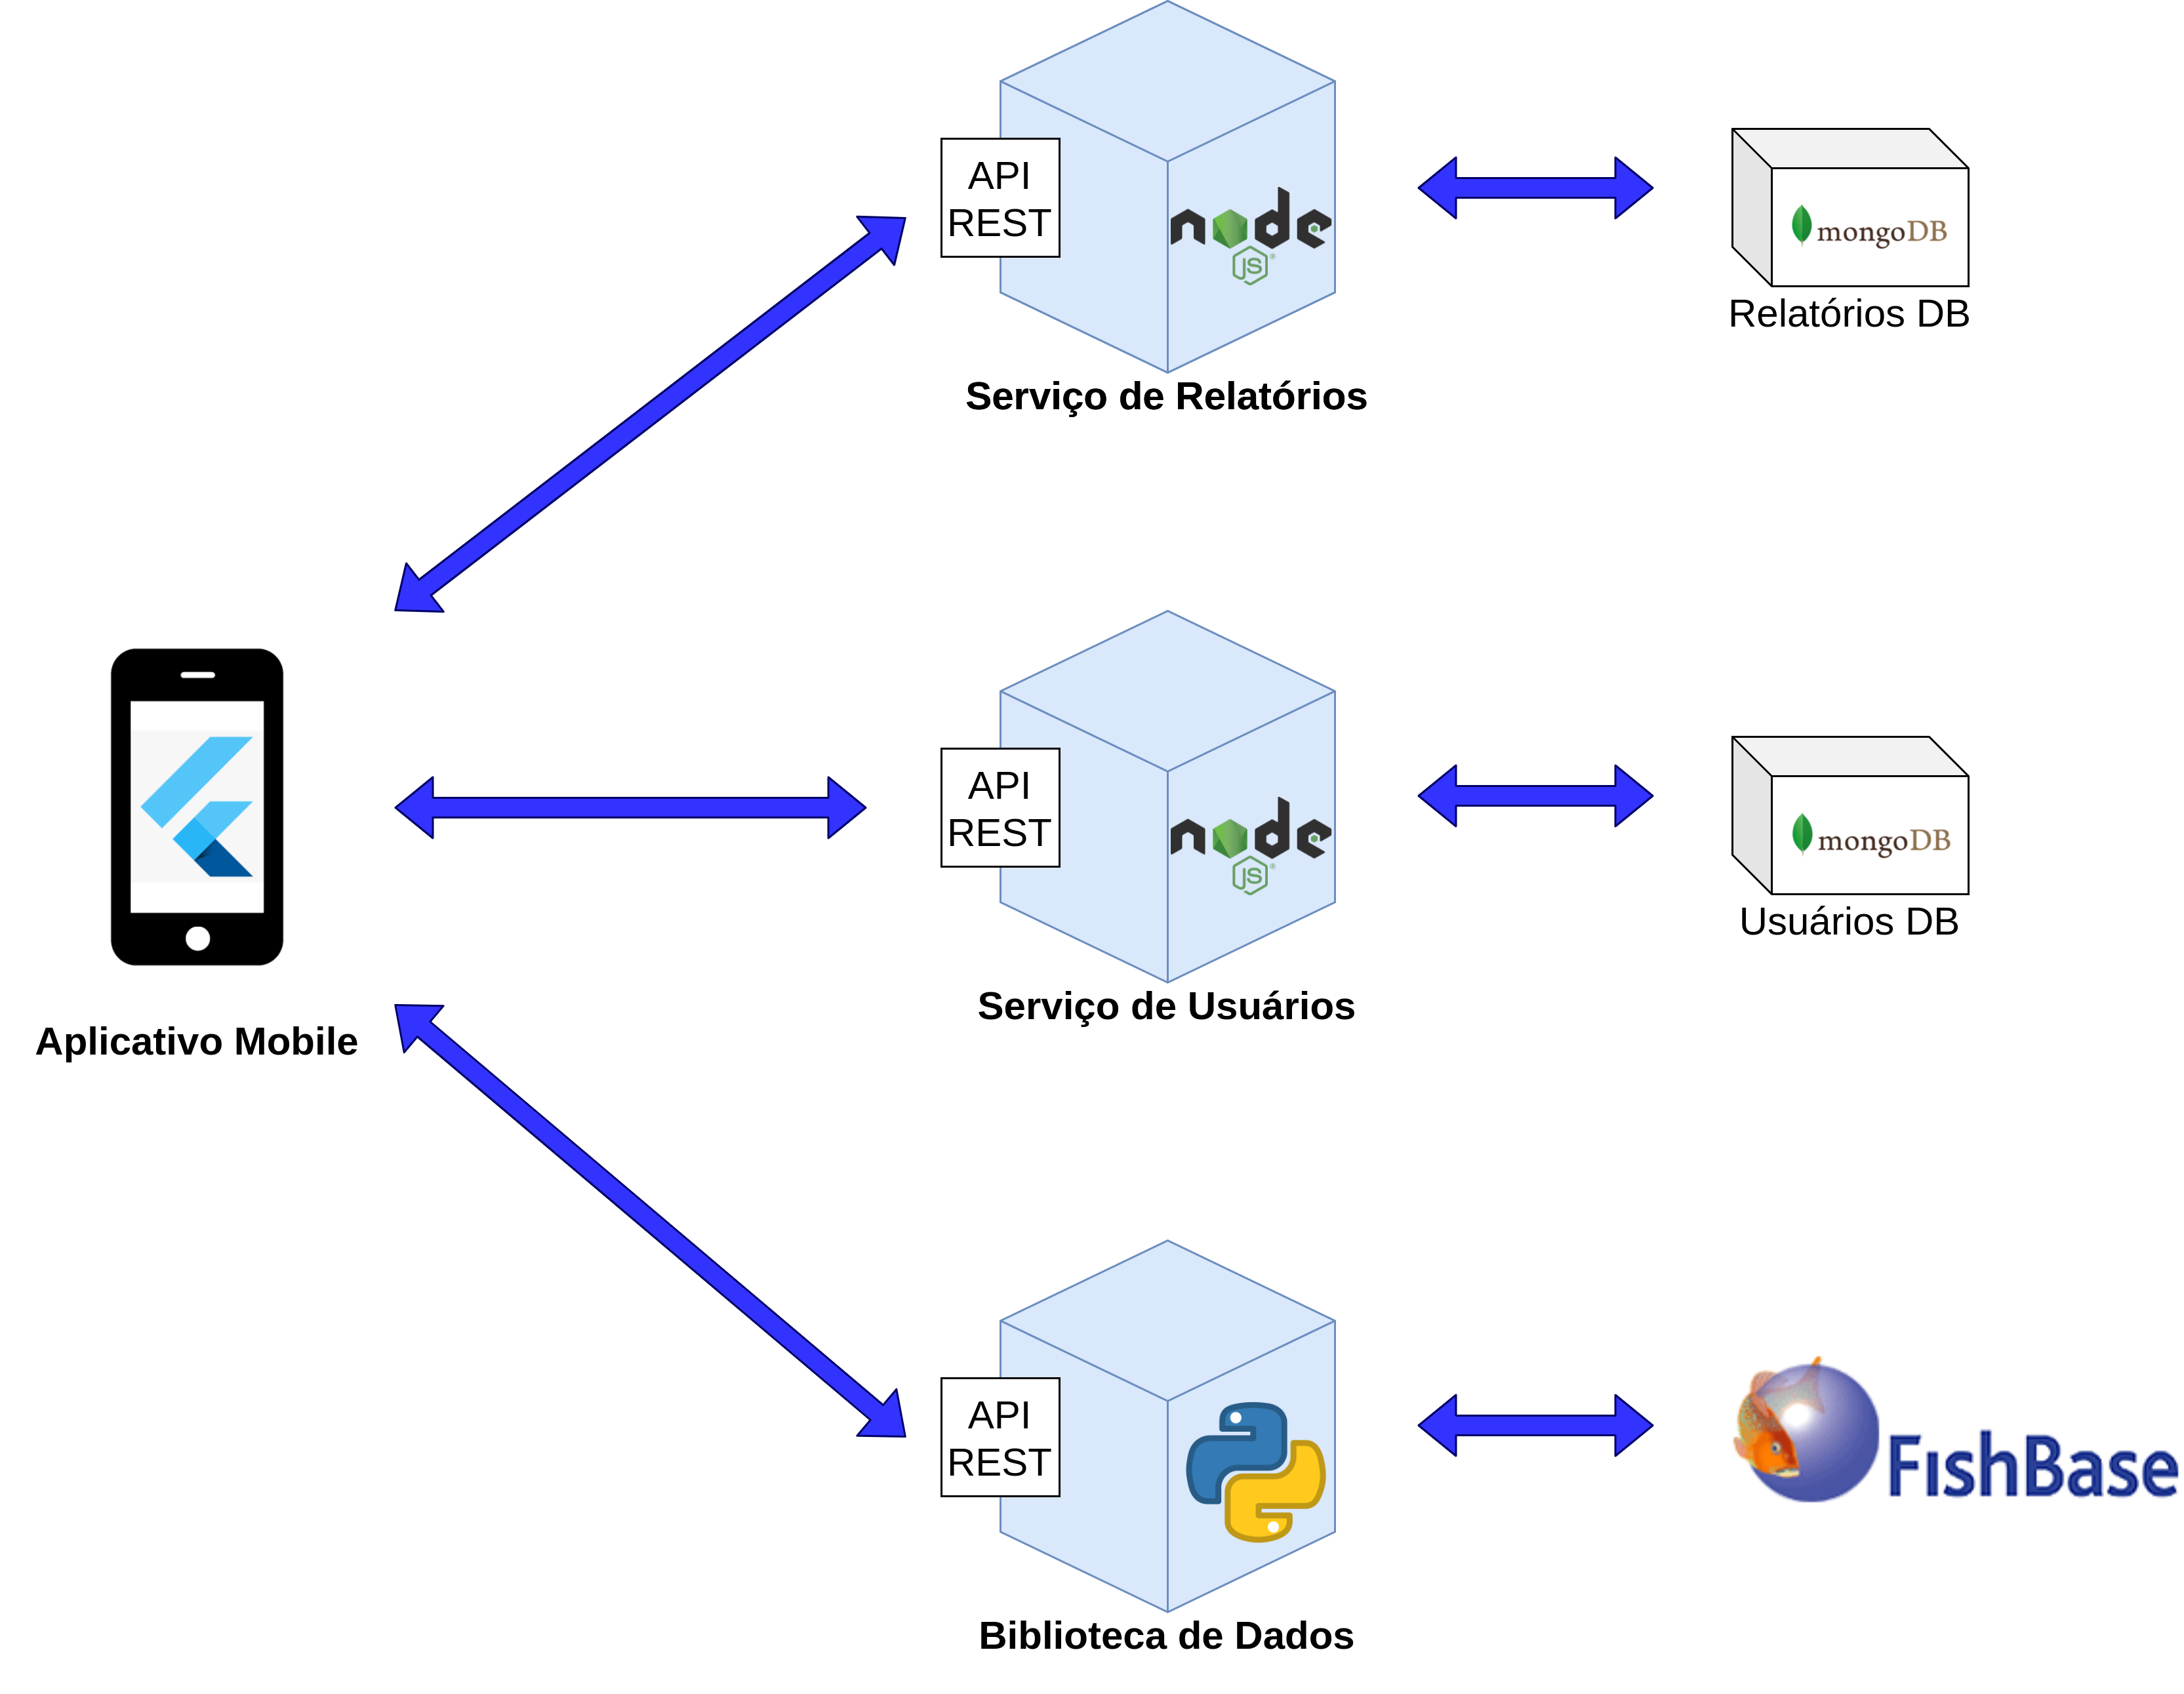 API
REST
node
JS
®
mongoDB
Relatórios DB
Serviço de Relatórios
API
REST
node
JS
®
mongoDB
Usuários DB
Serviço de Usuários
Aplicativo Mobile
API
REST
FishBase
Biblioteca de Dados